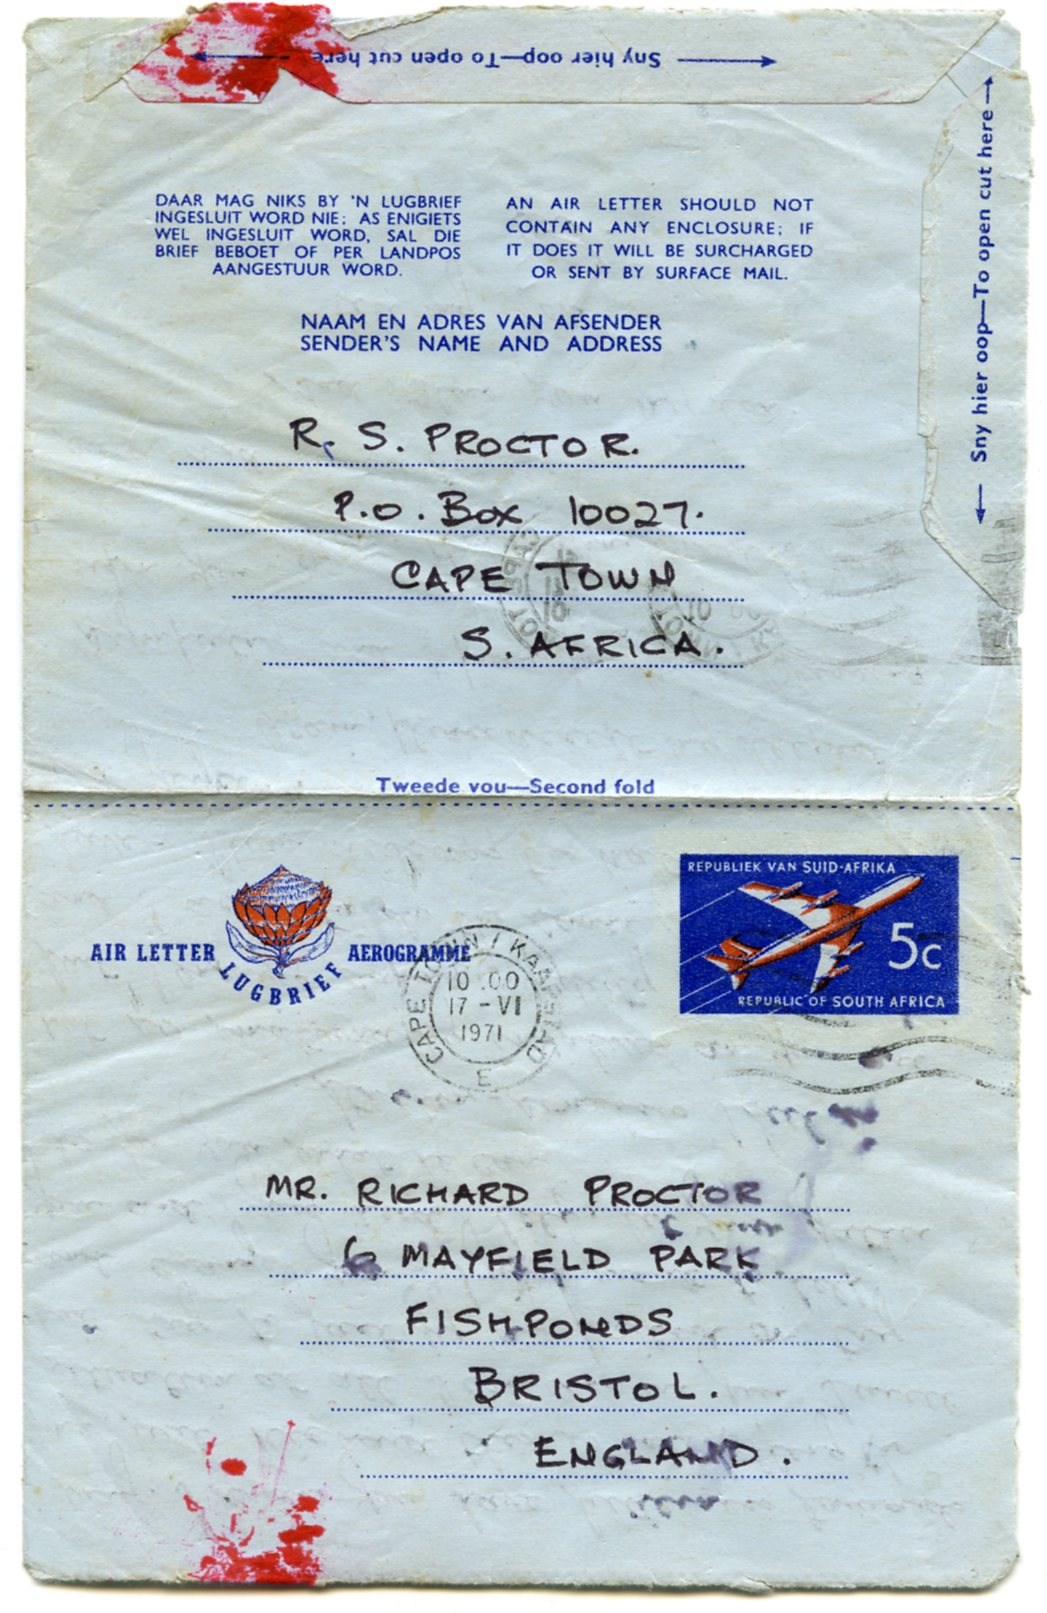 Sny hier oop—To open cut here
Sny hier oop—To open cut here
DAAR MAG NIKS BY 'N LUGBRIEF
INGESLUIT WORD NIE; AS ENIGIETS
WEL INGESLUIT WORD, SAL DIE
BRIEF BEBOET OF PER LANDPOS
AANGESTUUR WORD.
AN AIR LETTER SHOULD NOT
CONTAIN ANY ENCLOSURE; IF
IT DOES IT WILL BE SURCHARGED
OR SENT BY SURFACE MAIL.
NAAM EN ADRES VAN AFSENDER
SENDER'S NAME AND ADDRESS
R. S. PROCTOR.
P.O. Box 10027.
CAPE TOWN
S. AFRICA.
Tweede vou—Second fold
AIR LETTER
LUGBRIEF
AEROGRAMME
REPUBLIEK VAN SUID-AFRIKA
5c
REPUBLIC OF SOUTH AFRICA
CAPE TOWN / KAAPSTAD
10.00
17-VI
1971
E
MR. RICHARD PROCTOR
6 MAYFIELD PARK
FISHPONDS
BRISTOL.
ENGLAND.